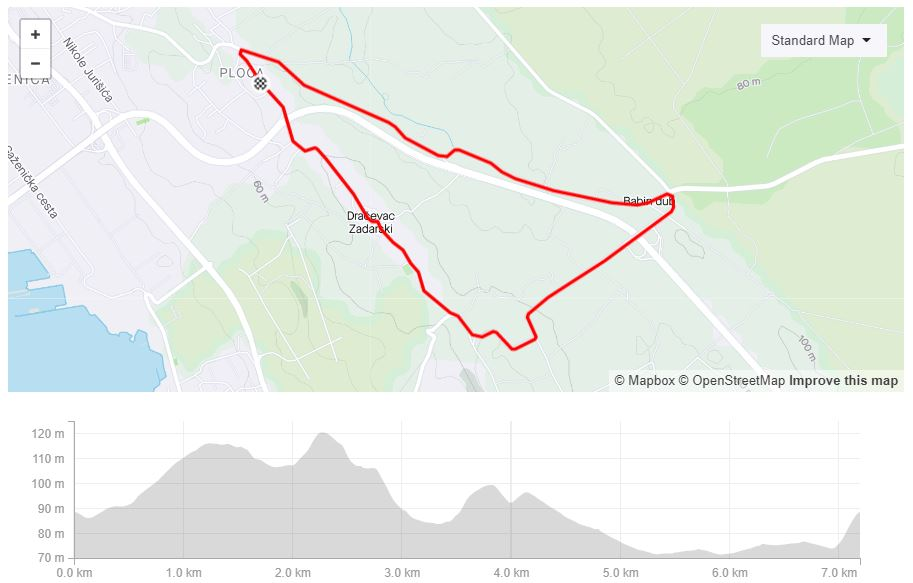 +
−
Standard Map
Nikole Jurišića
ENICA
PLOČA
80 m
Gaženička cesta
60 m
Babin dub
Dračevac
Zadarski
100 m
© Mapbox © OpenStreetMap Improve this map
120 m
110 m
100 m
90 m
80 m
70 m
0.0 km 1.0 km 2.0 km 3.0 km 4.0 km 5.0 km 6.0 km 7.0 km